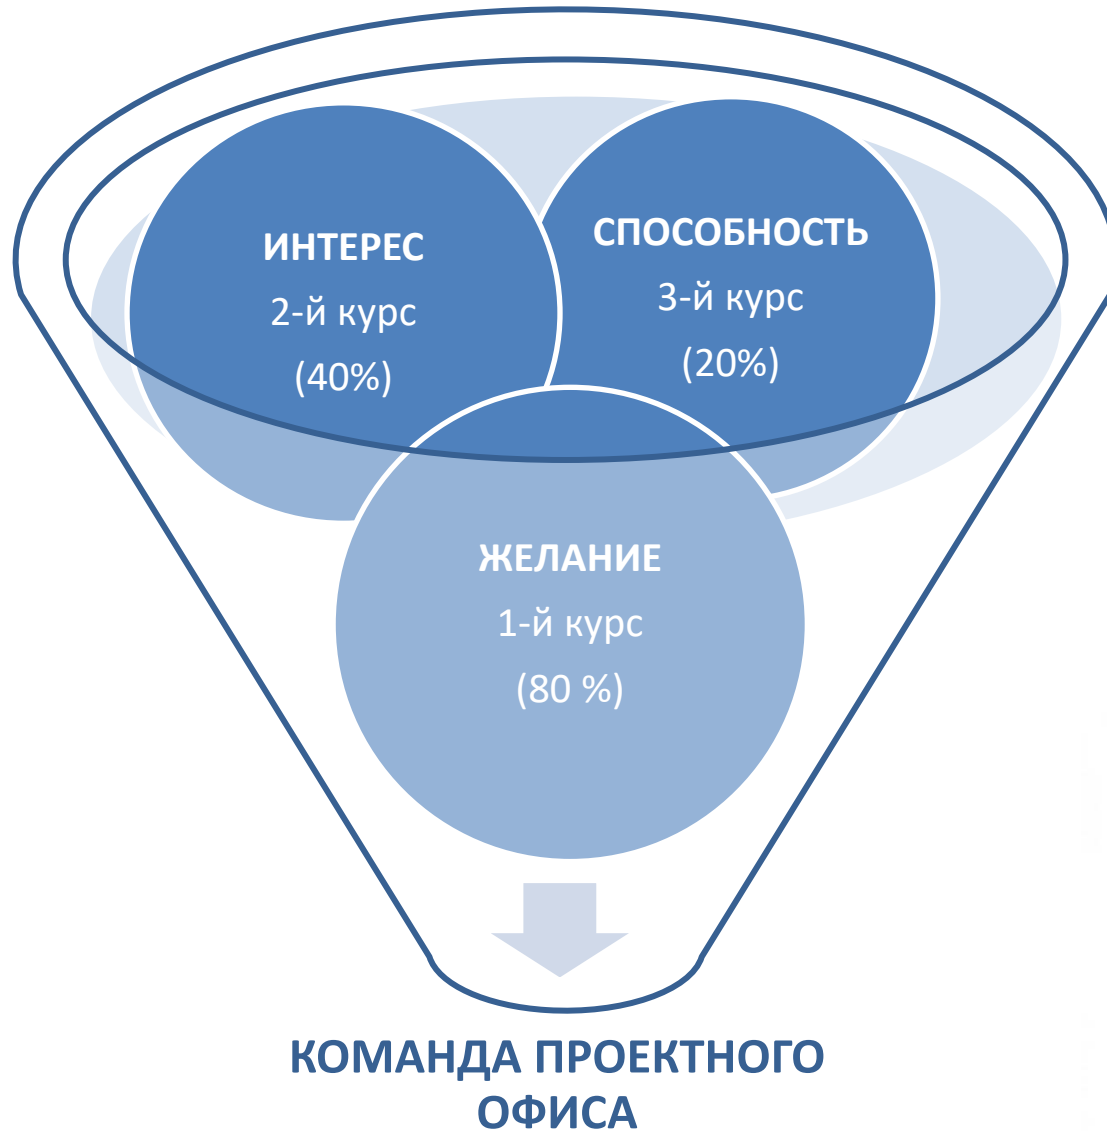 ИНТЕРЕС
2-й курс
(40%)
СПОСОБНОСТЬ
3-й курс
(20%)
ЖЕЛАНИЕ
1-й курс
(80 %)
КОМАНДА ПРОЕКТНОГО
ОФИСА